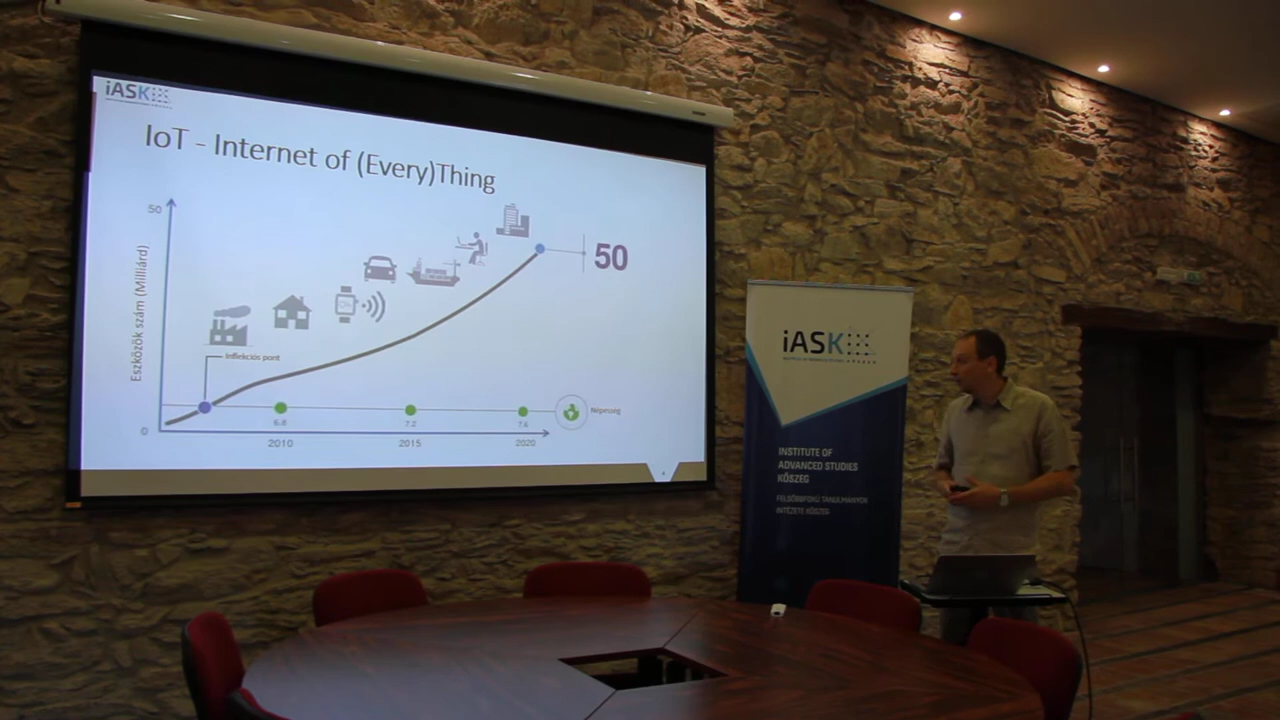 iASK
IoT - Internet of (Every)Thing
50
Eszközök szám (Milliárd)
50
Inflekciós pont
Népesség
0
6.8
7.2
7.6
2010
2015
2020
iASK
INSTITUTE OF
ADVANCED STUDIES
KŐSZEG
FELSŐBBFOKÚ TANULMÁNYOK
INTÉZETE KŐSZEG